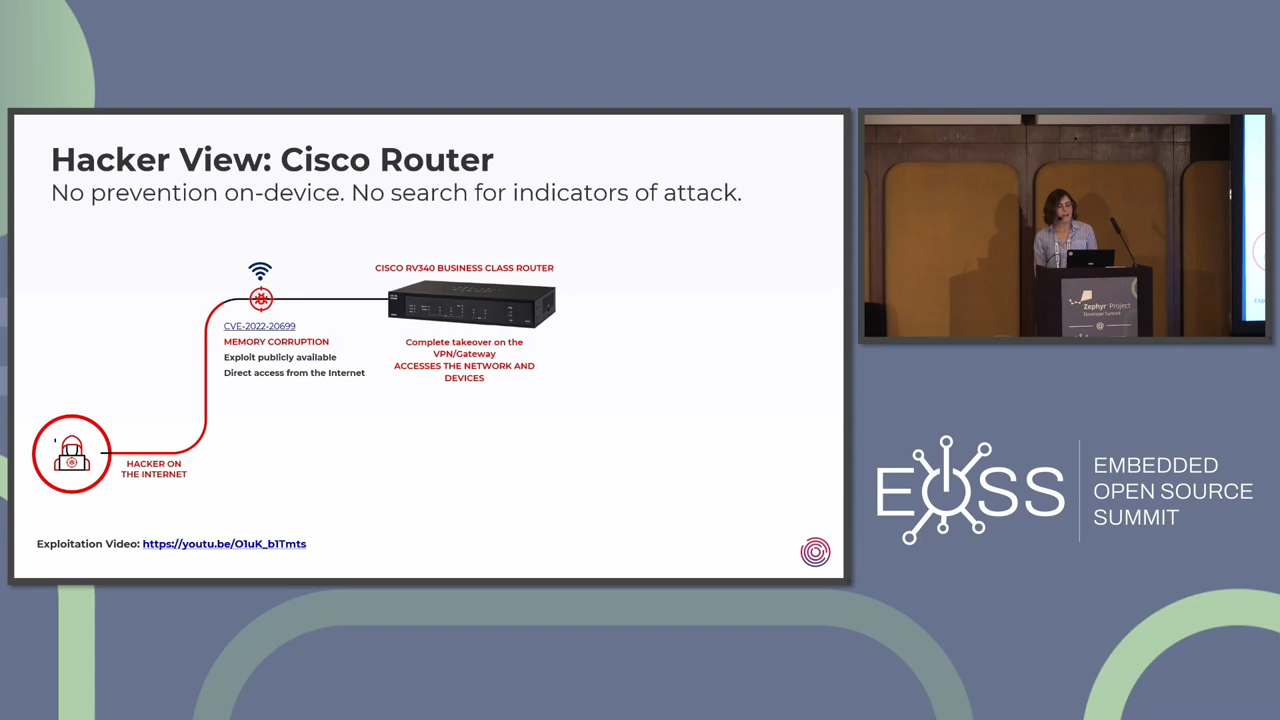 Hacker View: Cisco Router
No prevention on-device. No search for indicators of attack.
CISCO RV340 BUSINESS CLASS ROUTER
CVE-2022-20699
MEMORY CORRUPTION
Exploit publicly available
Direct access from the Internet
Complete takeover on the
VPN/Gateway
ACCESSES THE NETWORK AND
DEVICES
HACKER ON
THE INTERNET
Exploitation Video: https://youtu.be/O1uK_b1Tmts
Zephyr Project
Developer Summit
@
EOSS
EMBEDDED
OPEN SOURCE
SUMMIT